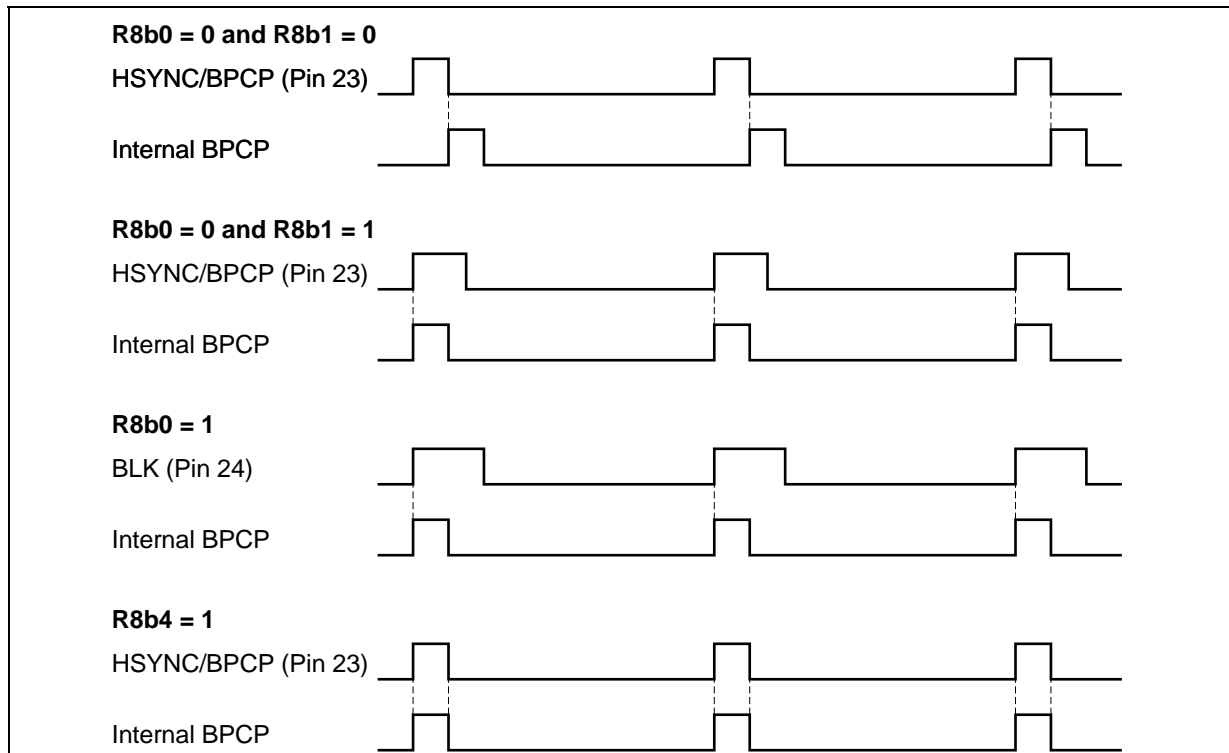 R8b0 = 0 and R8b1 = 0
HSYNC/BPCP (Pin 23)
Internal BPCP
R8b0 = 0 and R8b1 = 1
HSYNC/BPCP (Pin 23)
Internal BPCP
R8b0 = 1
BLK (Pin 24)
Internal BPCP
R8b4 = 1
HSYNC/BPCP (Pin 23)
Internal BPCP